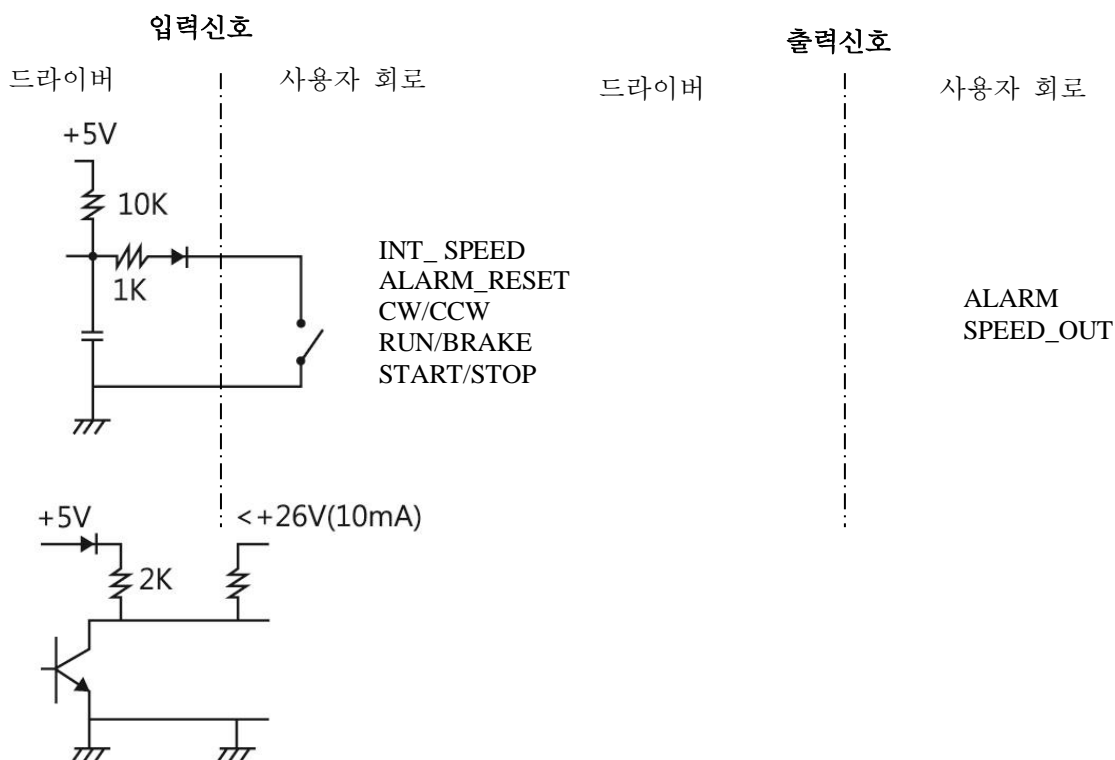 입력신호
출력신호
드라이버
사용자 회로
드라이버
사용자 회로
+5V
10K
1K
INT_ SPEED
ALARM_RESET
CW/CCW
RUN/BRAKE
START/STOP
ALARM
SPEED_OUT
+5V
<+26V(10mA)
2K